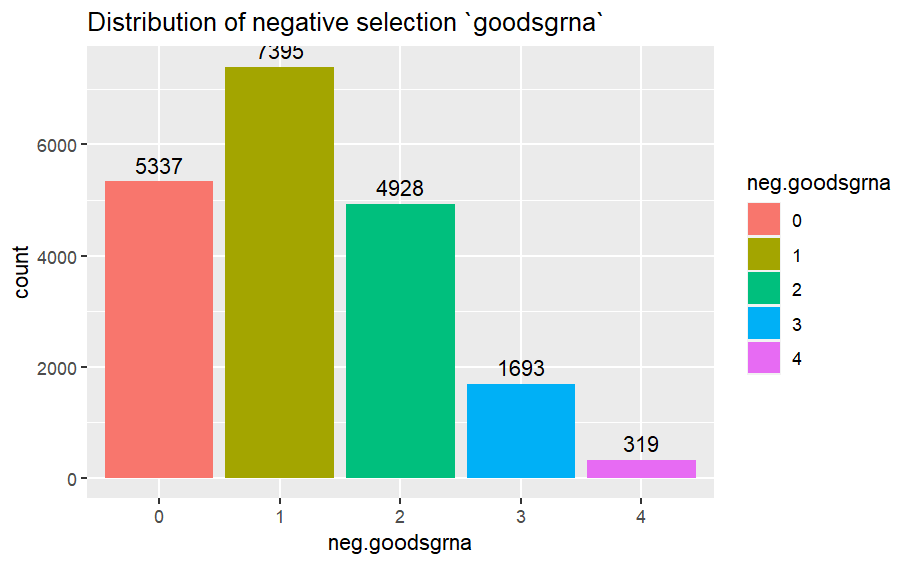 Distribution of negative selection `goodsgrna`
7395
5337
4928
1693
319
6000
4000
2000
0
count
0 1 2 3 4
neg.goodsgrna
neg.goodsgrna
0
1
2
3
4